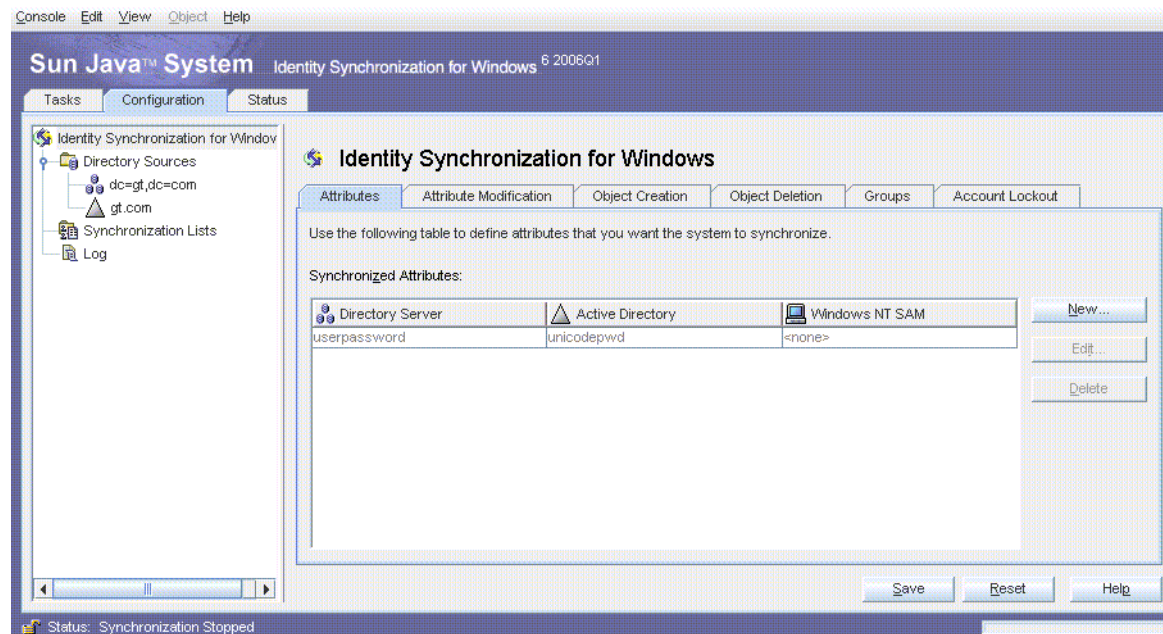 Console Edit View Object Help
Sun Java™ System Identity Synchronization for Windows 6 2006Q1
Tasks Configuration Status
Identity Synchronization for Window
Directory Sources
dc=gt,dc=com
gt.com
Synchronization Lists
Log
Identity Synchronization for Windows
Attributes Attribute Modification Object Creation Object Deletion Groups Account Lockout
Use the following table to define attributes that you want the system to synchronize.
Synchronized Attributes:
Directory Server Active Directory Windows NT SAM
userpassword unicodepwd <none>
New...
Edit...
Delete
Save Reset Help
Status: Synchronization Stopped